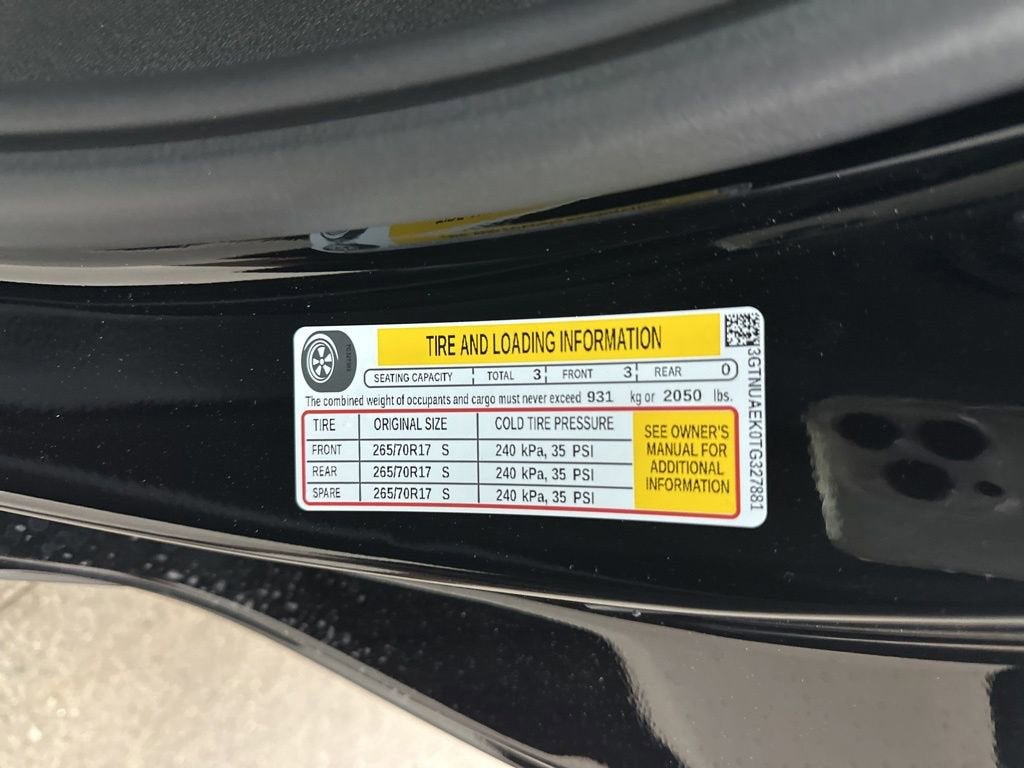 TIRE AND LOADING INFORMATION
SEATING CAPACITY TOTAL 3 FRONT 3 REAR 0
The combined weight of occupants and cargo must never exceed 931 kg or 2050 lbs.
TIRE ORIGINAL SIZE COLD TIRE PRESSURE
FRONT 265/70R17 S 240 kPa, 35 PSI
REAR 265/70R17 S 240 kPa, 35 PSI
SPARE 265/70R17 S 240 kPa, 35 PSI
SEE OWNER'S
MANUAL FOR
ADDITIONAL
INFORMATION
3GTNUAEK0TG327881